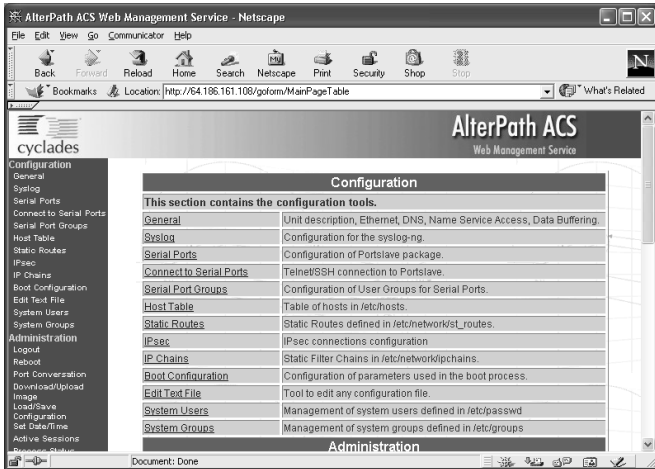 AlterPath ACS Web Management Service - Netscape
File Edit View Go Communicator Help
Back Forward Reload Home Search Netscape Print Security Shop Stop
My
N
Bookmarks Location: http://64.186.161.108/goform/MainPageTable What's Related
cyclades
AlterPath ACS
Web Management Service
Configuration
General
Syslog
Serial Ports
Connect to Serial Ports
Serial Port Groups
Host Table
Static Routes
IPsec
IP Chains
Boot Configuration
Edit Text File
System Users
System Groups
Administration
Logout
Reboot
Port Conversation
Download/Upload
Image
Load/Save
Configuration
Set Date/Time
Active Sessions
Process Status
Configuration
This section contains the configuration tools.
General Unit description, Ethernet, DNS, Name Service Access, Data Buffering.
Syslog Configuration for the syslog-ng.
Serial Ports Configuration of Portslave package.
Connect to Serial Ports Telnet/SSH connection to Portslave.
Serial Port Groups Configuration of User Groups for Serial Ports.
Host Table Table of hosts in /etc/hosts.
Static Routes Static Routes defined in /etc/network/st_routes.
IPsec IPsec connections configuration
IP Chains Static Filter Chains in /etc/network/ipchains.
Boot Configuration Configuration of parameters used in the boot process.
Edit Text File Tool to edit any configuration file.
System Users Management of system users defined in /etc/passwd
System Groups Management of system groups defined in /etc/groups
Administration
Document: Done